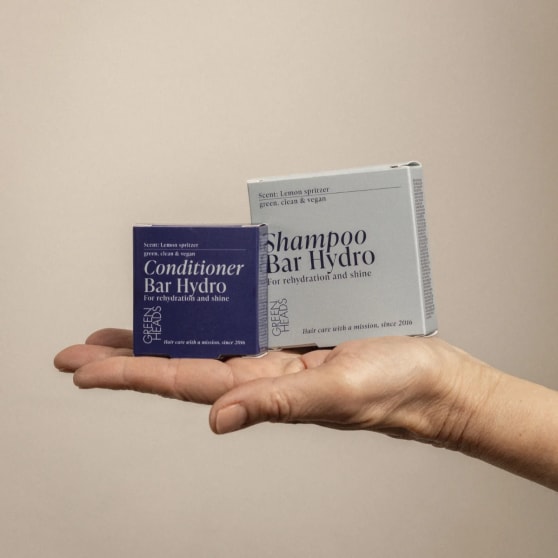 Scent: Lemon spritzer
green, clean & vegan
Conditioner
Bar Hydro
For rehydration and shine
GREEN
HEADS
Hair care with a mission, since 2016
Scent: Lemon spritzer
green, clean & vegan
Shampoo
Bar Hydro
For rehydration and shine
GREEN
HEADS
Hair care with a mission, since 2016